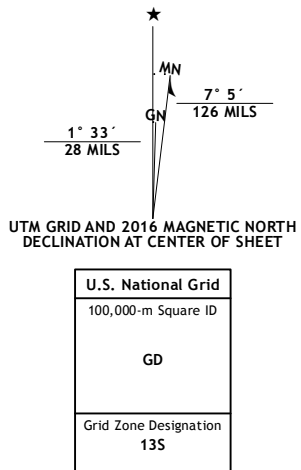 ★
MN
GN
7° 5´
126 MILS
1° 33´
28 MILS
UTM GRID AND 2016 MAGNETIC NORTH
DECLINATION AT CENTER OF SHEET
U.S. National Grid
100,000-m Square ID
GD
Grid Zone Designation
13S